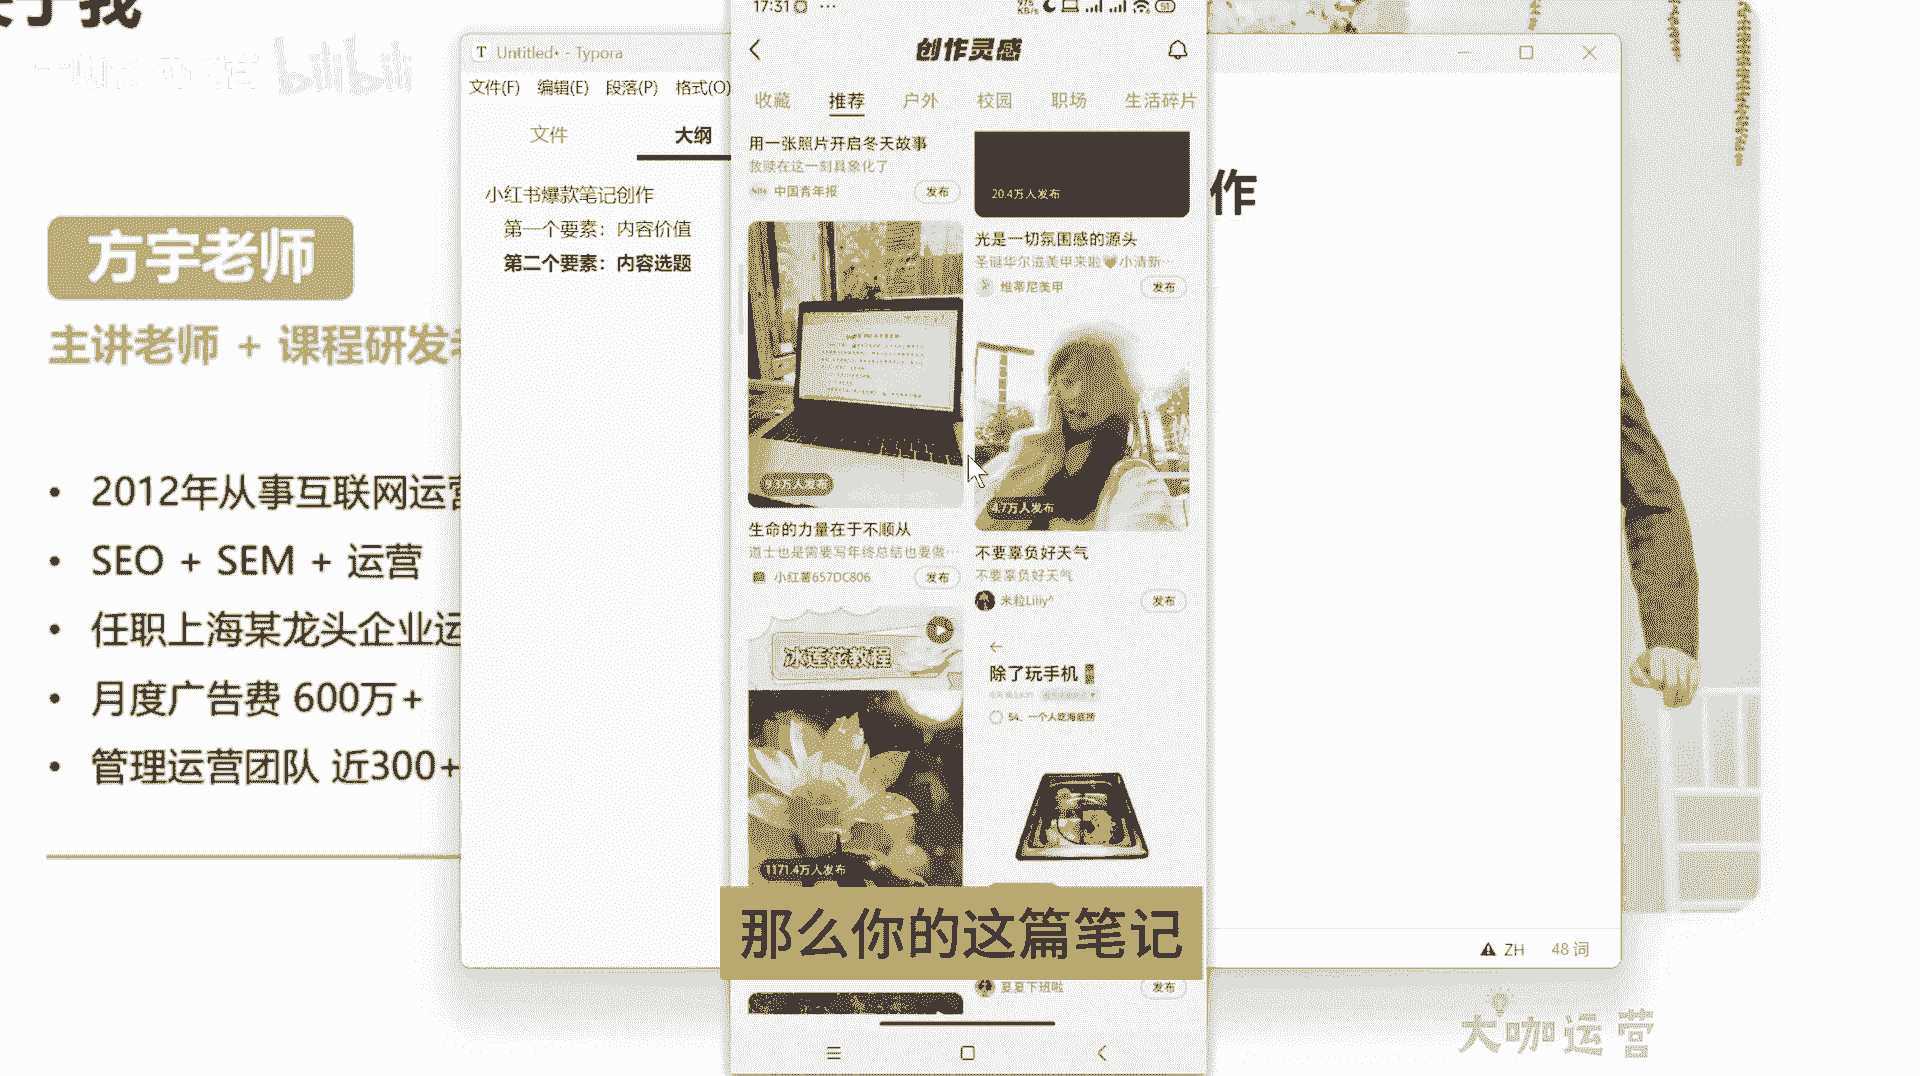 关于我
bilibili
方宇老师
主讲老师 + 课程研发老
• 2012年从事互联网运营
• SEO + SEM + 运营
• 任职上海某龙头企业运
• 月度广告费 600万+
• 管理运营团队 近300+
T Untitled• - Typora
文件(F) 编辑(E) 段落(P) 格式(O)
文件 大纲
小红书爆款笔记创作
第一个要素：内容价值
第二个要素：内容选题
作
17:31
KB/s
51
创作灵感
收藏 推荐 户外 校园 职场 生活碎片
用一张照片开启冬天故事
救赎在这一刻具象化了
中国青年报 发布
9.1万人发布
生命的力量在于不顺从
道士也是需要写年终总结也要做…
小红薯657DC806 发布
冰莲花教程
1171.4万人发布
20.4万人发布
光是一切氛围感的源头
圣诞华尔滋美甲来啦🤎小清新…
维蒂尼美甲 发布
4.7万人发布
不要辜负好天气
不要辜负好天气
米粒Liliy^ 发布
除了玩手机
54、一个人吃海底捞
夏夏下班啦 发布
那么你的这篇笔记
ZH 48 词
大咖运营